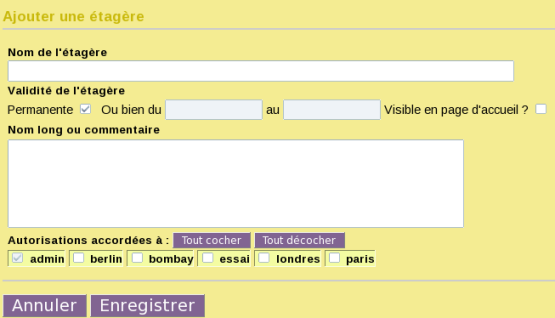 Ajouter une étagère
Nom de l'étagère
Validité de l'étagère
Permanente Ou bien du au Visible en page d'accueil ?
Nom long ou commentaire
Autorisations accordées à : Tout cocher Tout décocher
admin berlin bombay essai londres paris
Annuler Enregistrer